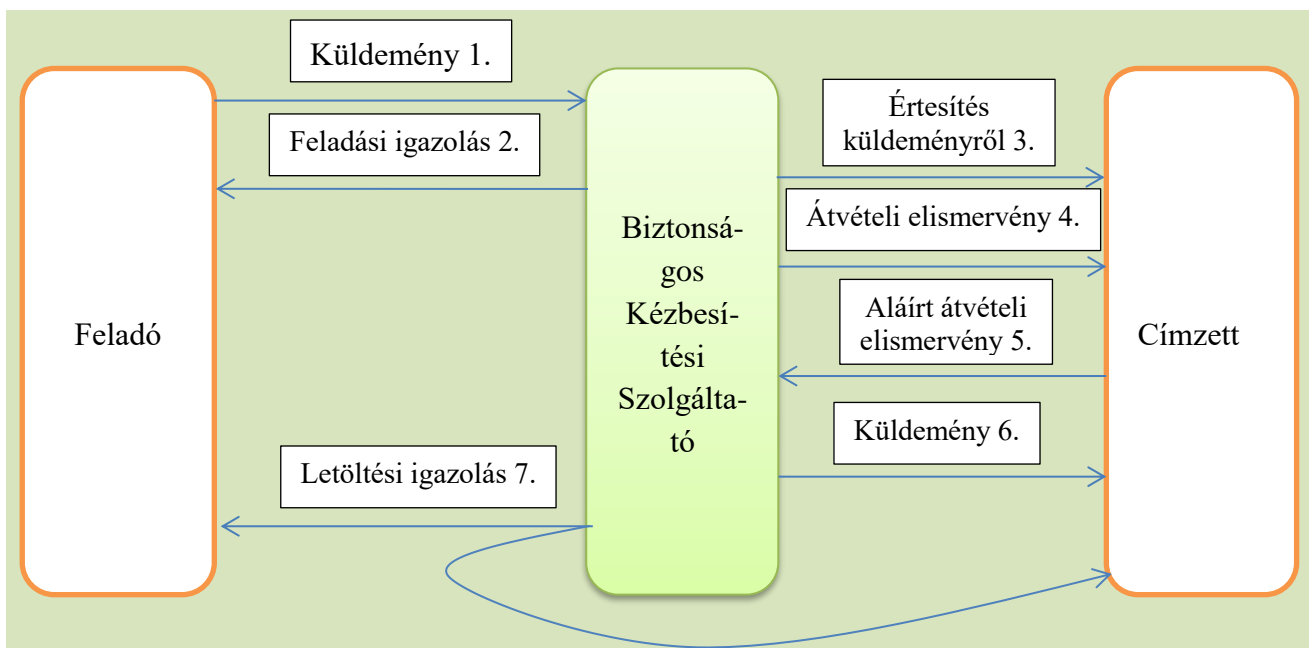 Küldemény 1.
Feladási igazolás 2.
Értesítés
küldeményről 3.
Átvételi elismervény 4.
Feladó
Biztonsá-
gos
Kézbesí-
tési
Szolgálta-
tó
Aláírt átvételi
elismervény 5.
Címzett
Küldemény 6.
Letöltési igazolás 7.